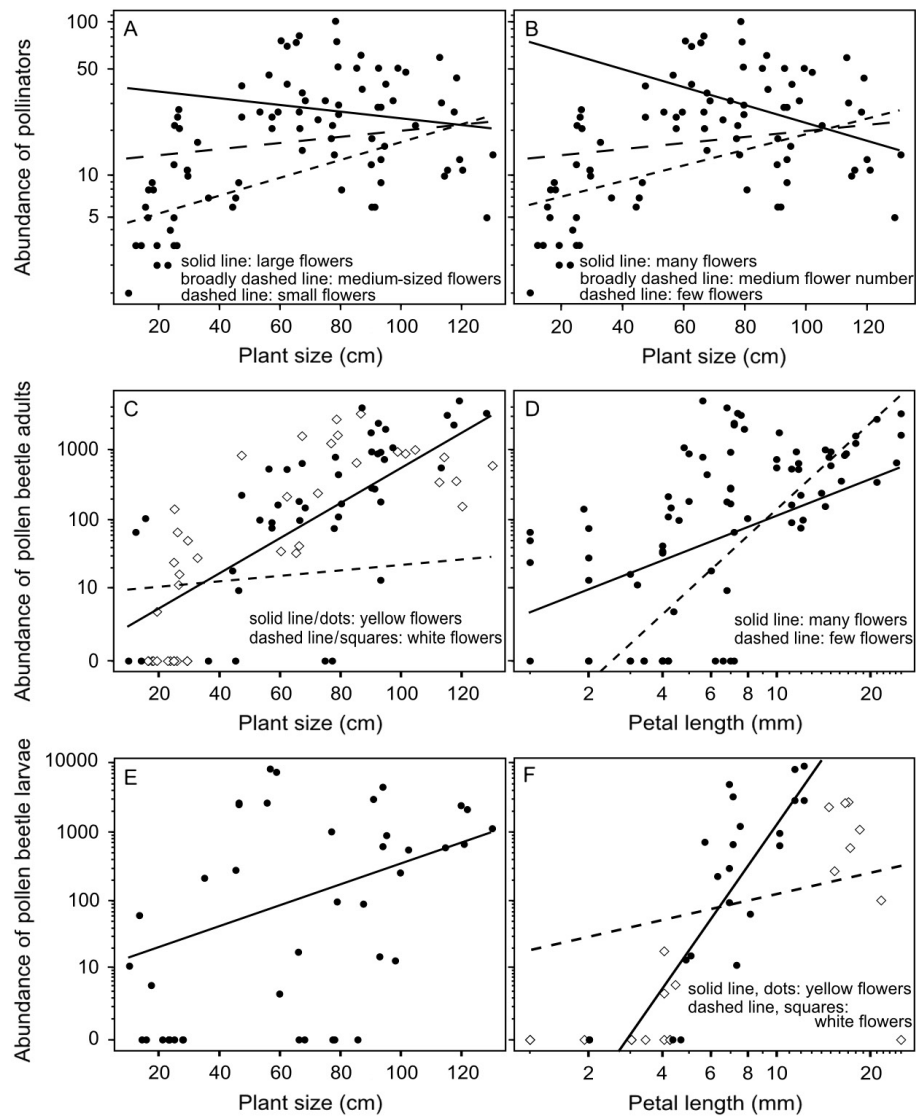 A
B
Abundance of pollinators
100
50
10
5
solid line: large flowers
broadly dashed line: medium-sized flowers
dashed line: small flowers
solid line: many flowers
broadly dashed line: medium flower number
dashed line: few flowers
20 40 60 80 100 120
20 40 60 80 100 120
Plant size (cm)
Plant size (cm)
C
D
Abundance of pollen beetle adults
1000
100
10
0
solid line/dots: yellow flowers
dashed line/squares: white flowers
solid line: many flowers
dashed line: few flowers
20 40 60 80 100 120
2 4 6 8 10 20
Plant size (cm)
Petal length (mm)
E
F
Abundance of pollen beetle larvae
10000
1000
100
10
0
solid line, dots: yellow flowers
dashed line, squares:
white flowers
20 40 60 80 100 120
2 4 6 8 10 20
Plant size (cm)
Petal length (mm)